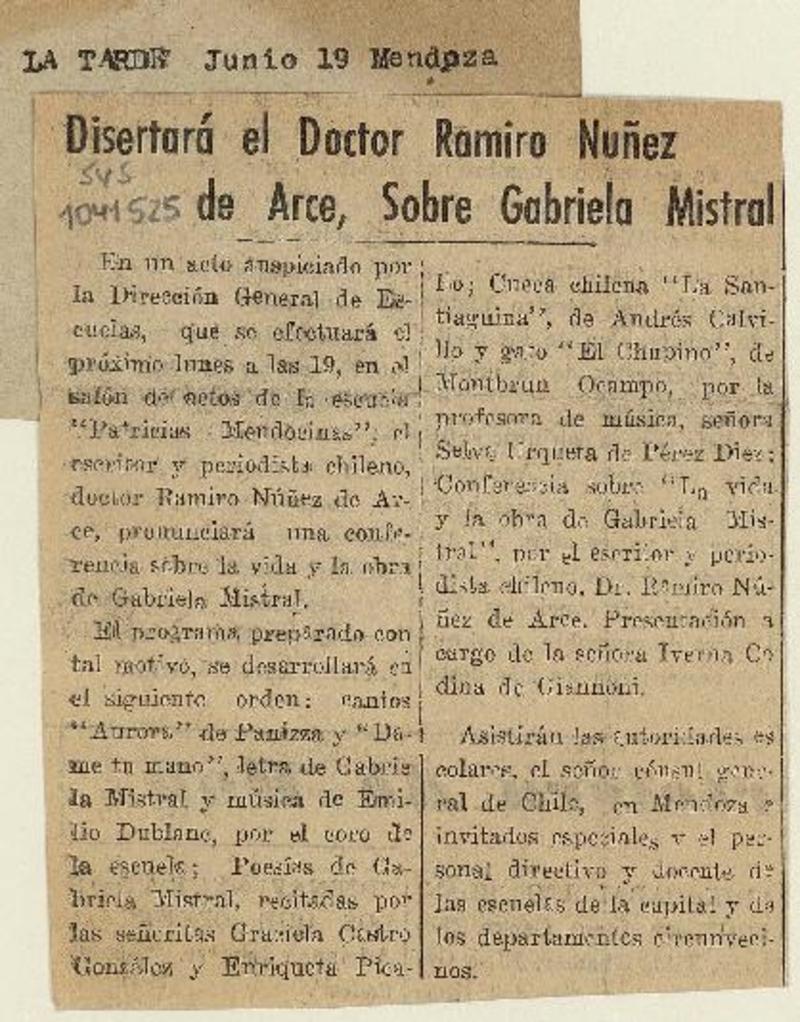 LA TARDE Junio 19 Mendoza
Disertará el Doctor Ramiro Nuñez
de Arce, Sobre Gabriela Mistral
545
1041525
En un acto auspiciado por
la Dirección General de Es-
cuelas, que se efectuará el
próximo lunes a las 19, en el
salón de actos de la escuela
"Patricias Mendocinas", el
escritor y periodista chileno,
doctor Ramiro Núñez de Ar-
ce, pronunciará una confe-
rencia sobre la vida y la obra
de Gabriela Mistral.
El programa preparado con
tal motivo, se desarrollará en
el siguiente orden: cantos
"Aurora" de Panizza y "Da-
me tu mano", letra de Gabrie
la Mistral y música de Emi-
lio Dublanc, por el coro de
la escuela; Poesías de Ga-
briela Mistral, recitadas por
las señoritas Graziela Castro
González y Enriqueta Pica-
llo; Cueca chilena "La San-
tiaguina", de Andrés Calvi-
llo y gato "El Chupino", de
Montbrun Ocampo, por la
profesora de música, señora
Selva Urqueta de Pérez Diez;
Conferencia sobre "La vida
y la obra de Gabriela Mis-
tral", por el escritor y perio-
dista chileno, Dr. Ramiro Nú-
ñez de Arce. Presentación a
cargo de la señora Iverna Co
dina de Giannoni.
Asistirán las autoridades es
colares, el señor cónsul gene-
ral de Chile, en Mendoza e
invitados especiales y el per-
sonal directivo y docente de
las escuelas de la capital y de
los departamentos circunveci-
nos.